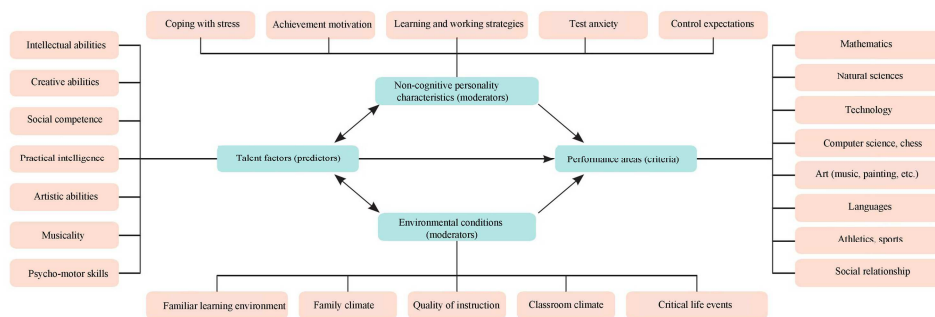 Coping with stress
Achievement motivation
Learning and working strategies
Test anxiety
Control expectations
Intellectual abilities
Creative abilities
Social competence
Practical intelligence
Artistic abilities
Musicality
Psycho-motor skills
Non-cognitive personality
characteristics (moderators)
Talent factors (predictors)
Performance areas (criteria)
Environmental conditions
(moderators)
Mathematics
Natural sciences
Technology
Computer science, chess
Art (music, painting, etc.)
Languages
Athletics, sports
Social relationship
Familiar learning environment
Family climate
Quality of instruction
Classroom climate
Critical life events